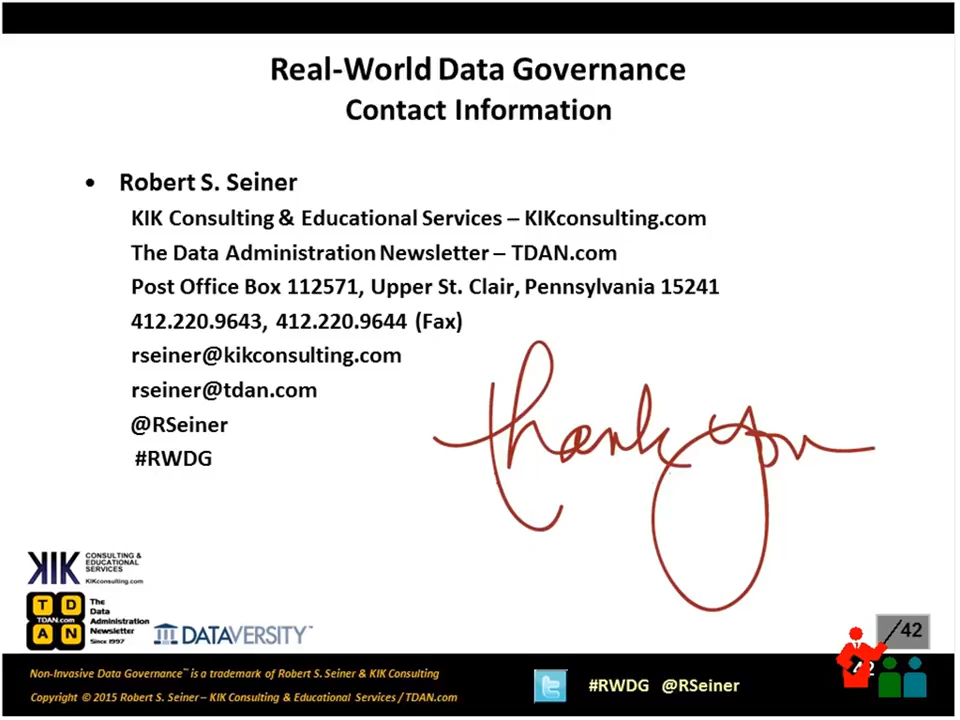 Real-World Data Governance
Contact Information
• Robert S. Seiner
KIK Consulting & Educational Services – KIKconsulting.com
The Data Administration Newsletter – TDAN.com
Post Office Box 112571, Upper St. Clair, Pennsylvania 15241
412.220.9643, 412.220.9644 (Fax)
rseiner@kikconsulting.com
rseiner@tdan.com
@RSeiner
#RWDG
thank you
KIK CONSULTING & EDUCATIONAL SERVICES
KIKconsulting.com
T D
TDAN.com
A N
The
Data
Administration
Newsletter
Since 1997
DATAVERSITY™
/42
42
Non-Invasive Data Governance™ is a trademark of Robert S. Seiner & KIK Consulting
Copyright © 2015 Robert S. Seiner – KIK Consulting & Educational Services / TDAN.com
#RWDG @RSeiner